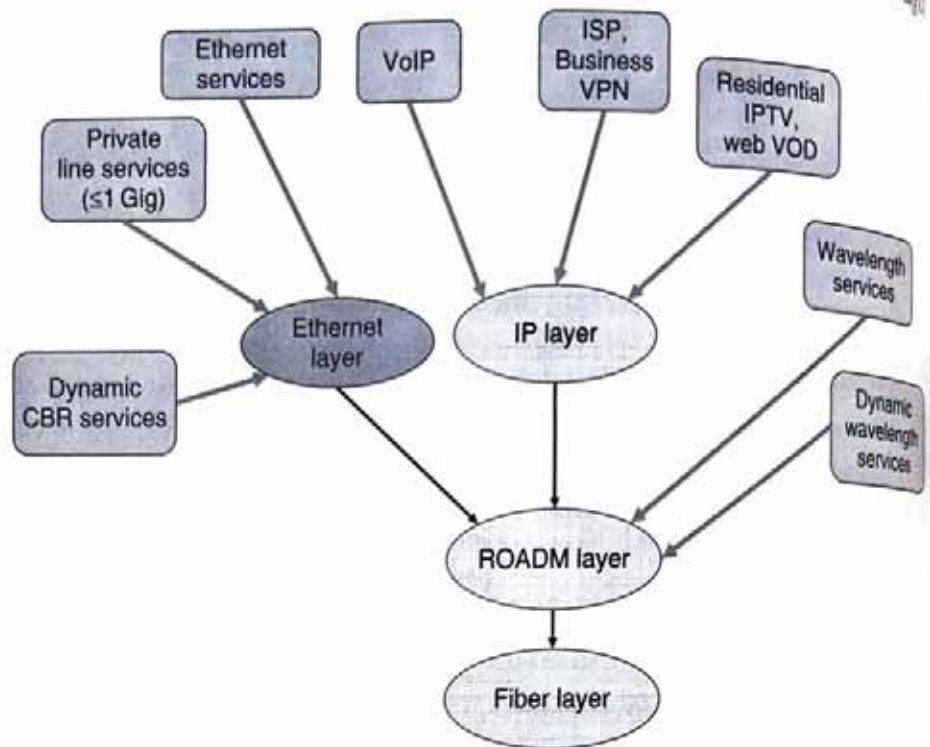 Ethernet
services
VoIP
ISP,
Business
VPN
Residential
IPTV,
web VOD
Private
line services
(≤1 Gig)
Wavelength
services
Ethernet
layer
IP layer
Dynamic
CBR services
Dynamic
wavelength
services
ROADM layer
Fiber layer